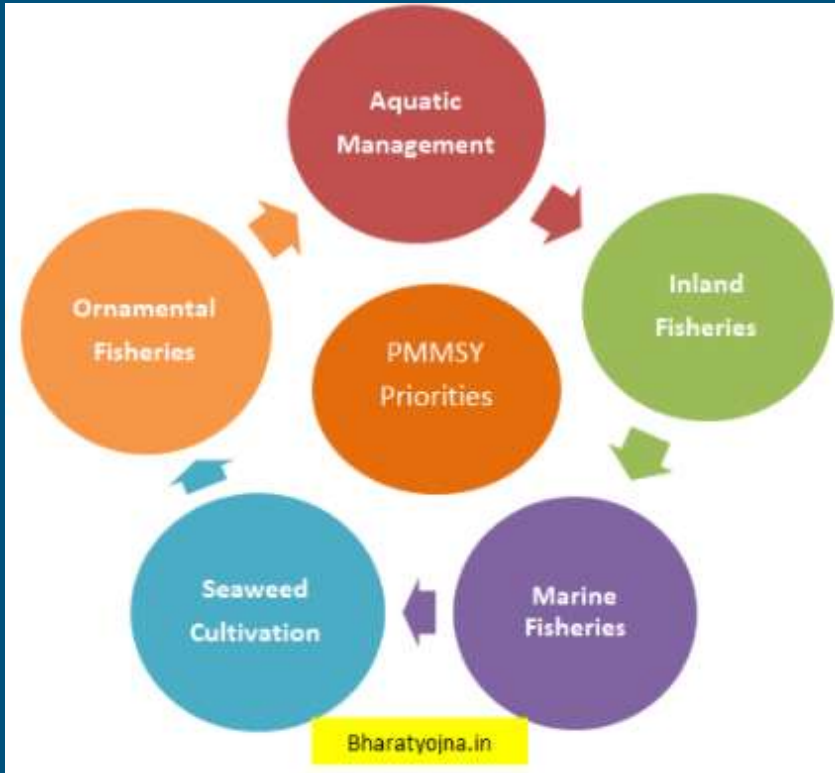 Aquatic
Management
Inland
Fisheries
Ornamental
Fisheries
PMMSY
Priorities
Seaweed
Cultivation
Marine
Fisheries
Bharatyojna.in